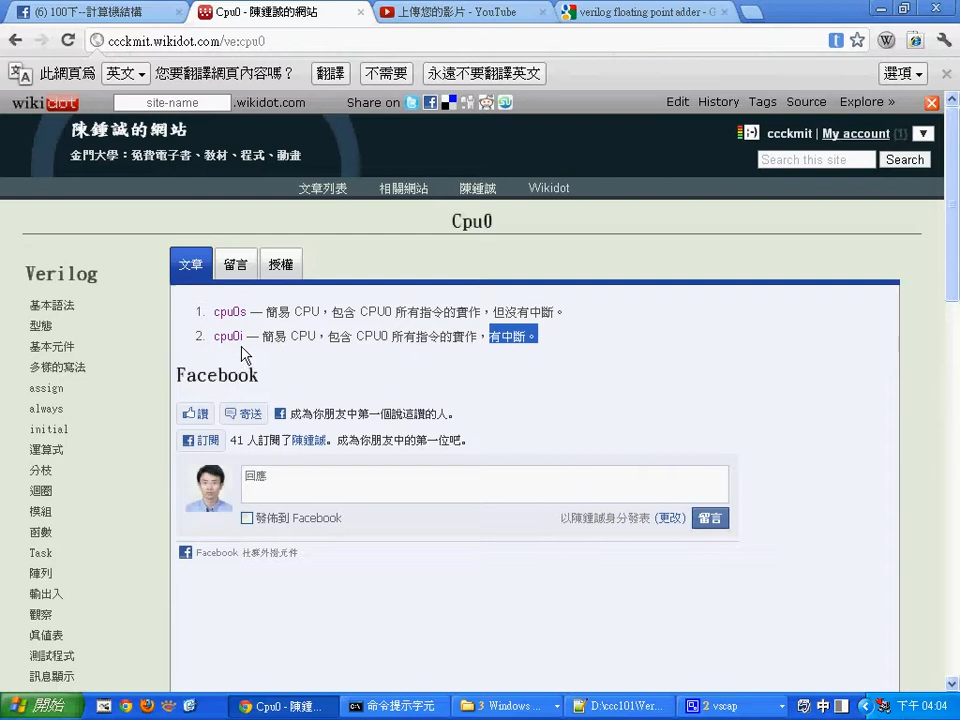 (6) 100下--計算機結構
Cpu0 - 陳鍾誠的網站
上傳您的影片 - YouTube
verilog floating point adder - G
ccckmit.wikidot.com/ve:cpu0
此網頁為 英文 您要翻譯網頁內容嗎？ 翻譯 不需要 永遠不要翻譯英文 選項
wikidot site-name .wikidot.com Share on Edit History Tags Source Explore »
陳鍾誠的網站
金門大學：免費電子書、教材、程式、動畫
ccckmit | My account (1)
Search this site Search
文章列表 相關網站 陳鍾誠 Wikidot
Cpu0
Verilog
基本語法
型態
基本元件
多樣的寫法
assign
always
initial
運算式
分枝
迴圈
模組
函數
Task
陣列
輸出入
觀察
真值表
測試程式
訊息顯示
文章 留言 授權
1. cpu0s — 簡易 CPU，包含 CPU0 所有指令的實作，但沒有中斷。
2. cpu0i — 簡易 CPU，包含 CPU0 所有指令的實作，有中斷。
Facebook
讚 寄送 成為你朋友中第一個說這讚的人。
訂閱 41 人訂閱了陳鍾誠。成為你朋友中的第一位吧。
回應
發佈到 Facebook 以陳鍾誠身分發表 (更改) 留言
Facebook 社群外掛元件
開始 Cpu0 - 陳鍾... 命令提示字元 3 Windows ... D:\ccc101\Ver... 2 vscap 中 下午 04:04